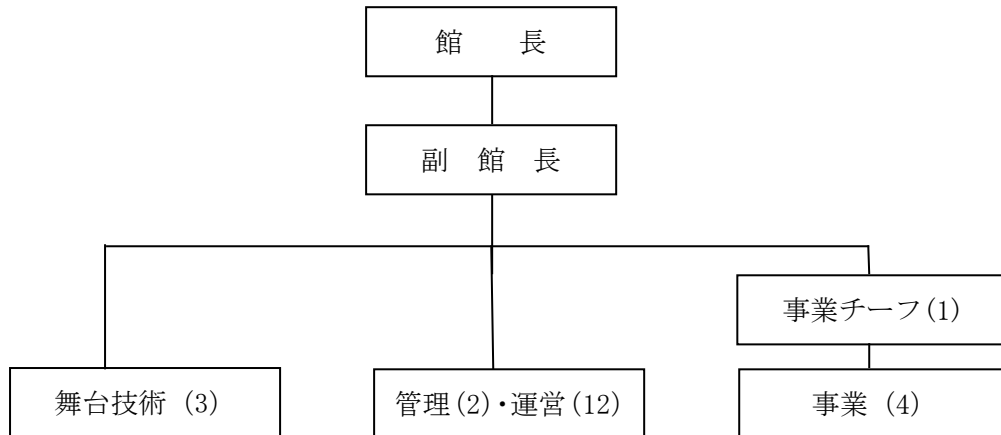 館　　長
副　館　長
事業チーフ(1)
舞台技術 (3)
管理(2)・運営(12)
事業 (4)